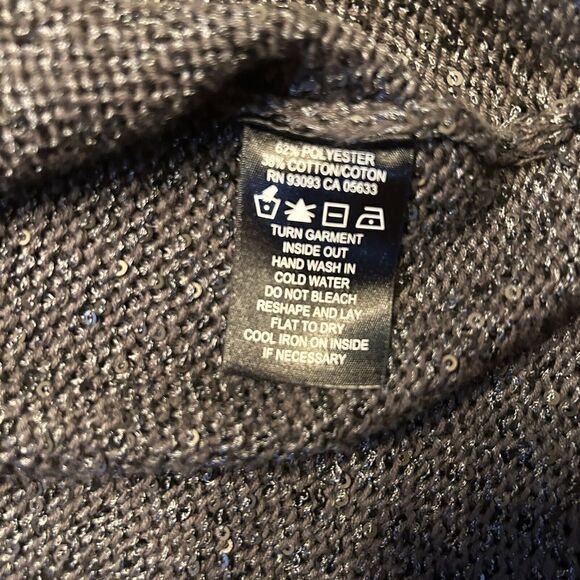 62% POLYESTER
38% COTTON/COTON
RN 93093 CA 05633
TURN GARMENT
INSIDE OUT
HAND WASH IN
COLD WATER
DO NOT BLEACH
RESHAPE AND LAY
FLAT TO DRY
COOL IRON ON INSIDE
IF NECESSARY